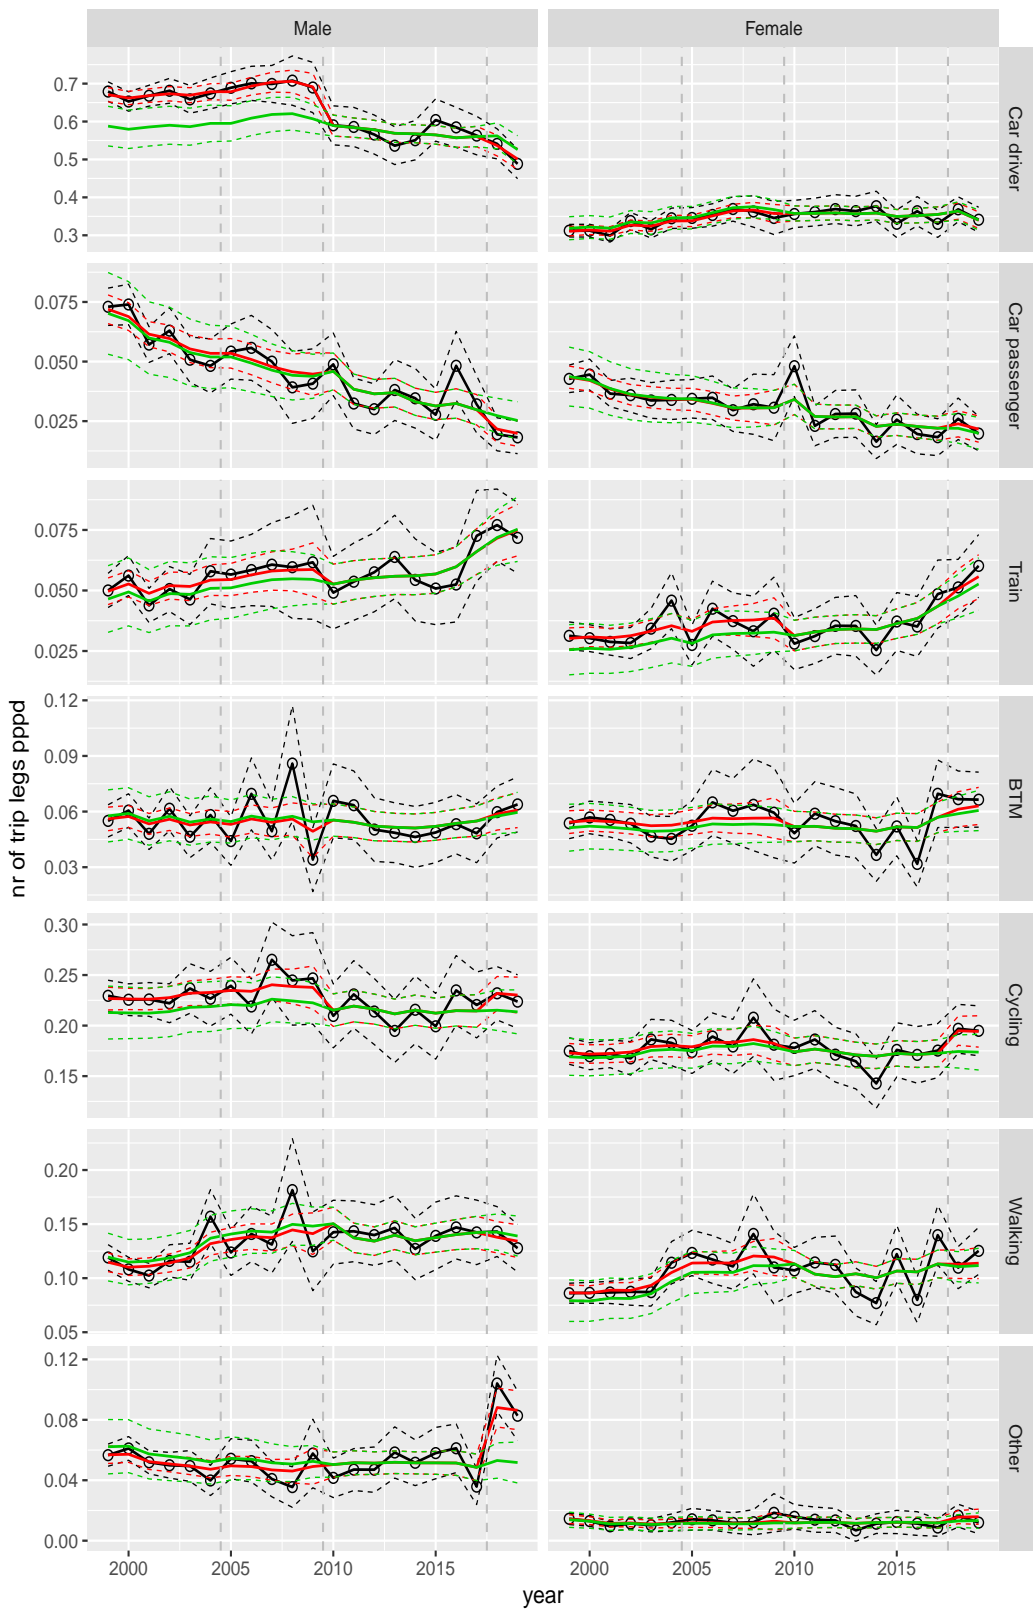 Male Female
0.7
0.6
0.5
0.4
0.3
Car driver
0.075
0.050
0.025
Car passenger
0.075
0.050
0.025
Train
0.12
0.09
0.06
0.03
BTM
0.30
0.25
0.20
0.15
Cycling
0.20
0.15
0.10
0.05
Walking
0.12
0.08
0.04
0.00
Other
nr of trip legs pppd
2000 2005 2010 2015 2000 2005 2010 2015
year